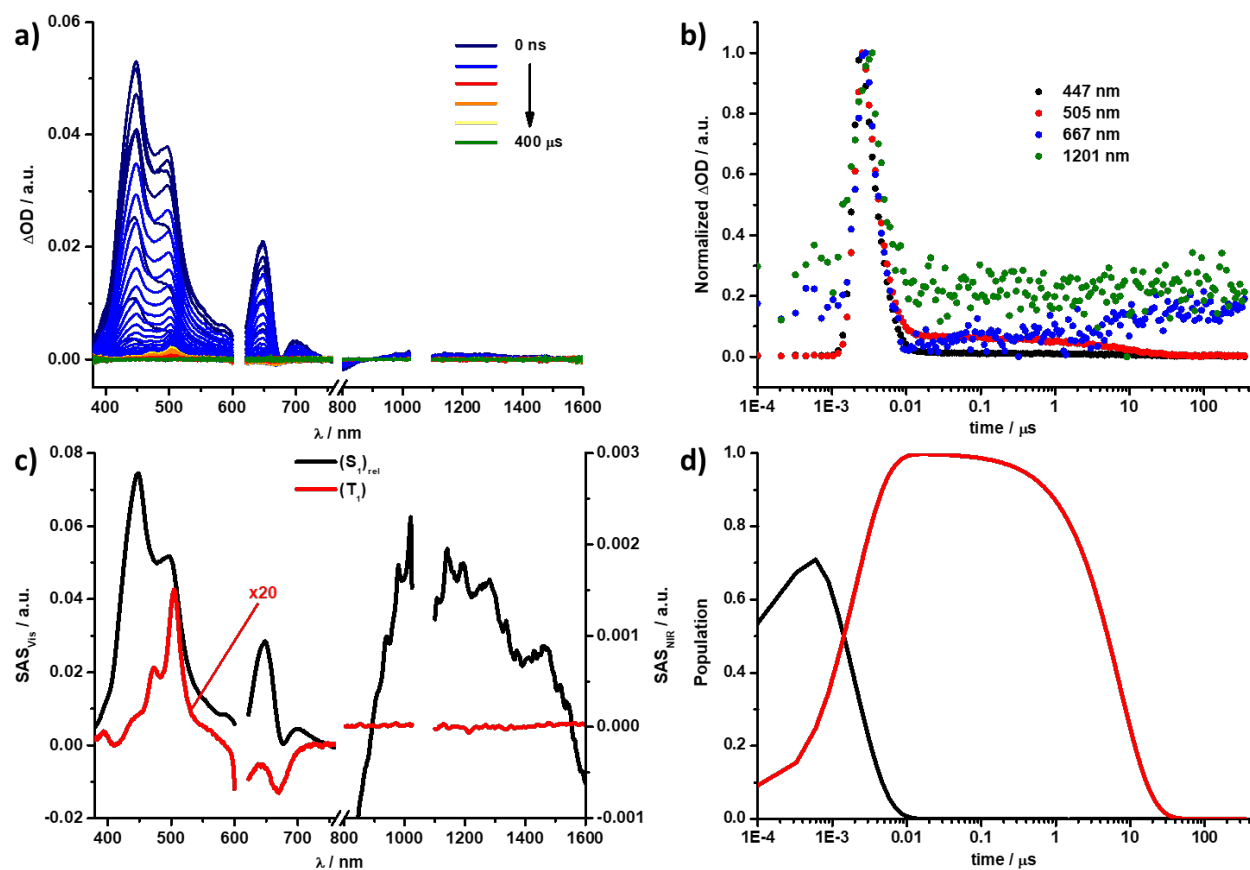 a)
0.06
0.04
0.02
0.00
ΔOD / a.u.
0 ns
400 μs
400 500 600 700 800 1000 1200 1400 1600
λ / nm
b)
1.0
0.8
0.6
0.4
0.2
0.0
Normalized ΔOD / a.u.
447 nm
505 nm
667 nm
1201 nm
1E-4 1E-3 0.01 0.1 1 10 100
time / μs
c)
0.08
0.06
0.04
0.02
0.00
-0.02
SAS_Vis / a.u.
(S_1)_rel
(T_1)
x20
0.003
0.002
0.001
0.000
-0.001
SAS_NIR / a.u.
400 500 600 700 800 1000 1200 1400 1600
λ / nm
d)
1.0
0.8
0.6
0.4
0.2
0.0
Population
1E-4 1E-3 0.01 0.1 1 10 100
time / μs